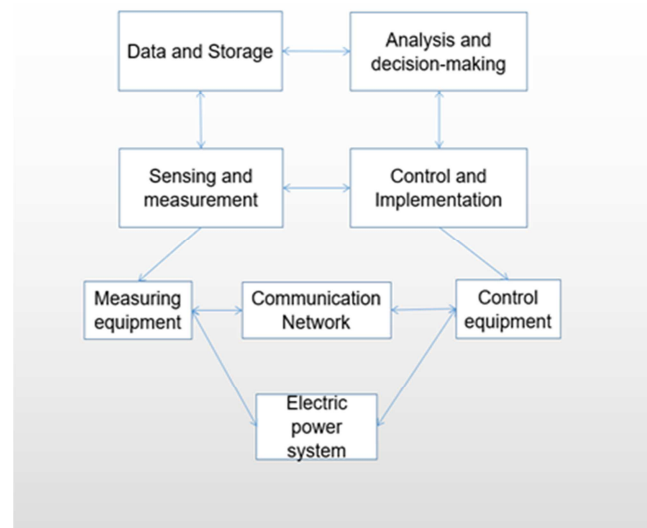 Data and Storage
Analysis and
decision-making
Sensing and
measurement
Control and
Implementation
Measuring
equipment
Communication
Network
Control
equipment
Electric
power
system